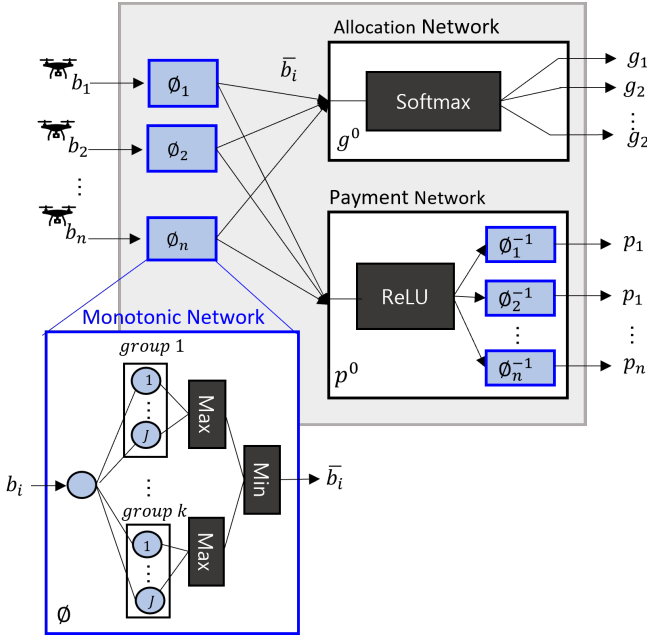 Allocation Network
b₁
∅₁
b̄ᵢ
Softmax
g⁰
g₁
g₂
⋮
g₂
b₂
∅₂
⋮
bₙ
∅ₙ
Payment Network
ReLU
p⁰
∅₁⁻¹
p₁
∅₂⁻¹
p₁
⋮
⋮
∅ₙ⁻¹
pₙ
Monotonic Network
group 1
1
⋮
J
Max
bᵢ
⋮
Min
b̄ᵢ
group k
1
⋮
J
Max
∅